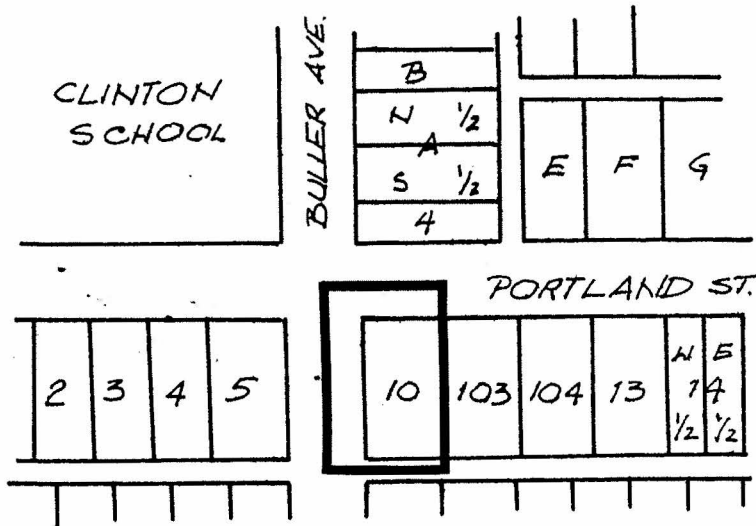 CLINTON
SCHOOL
BULLER AVE.
B
N 1/2
A
S 1/2
4
E F G
PORTLAND ST.
2 3 4 5 10 103 104 13 W 1/2 14 E 1/2